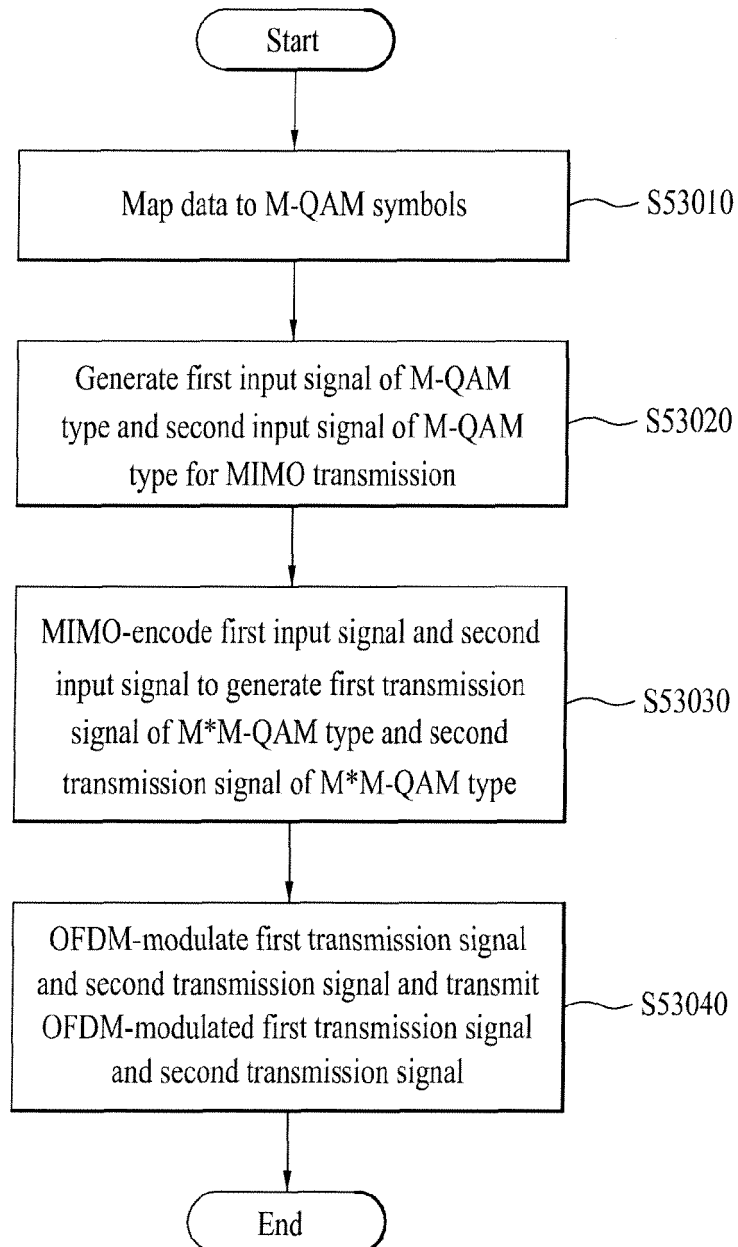 Start
Map data to M-QAM symbols
S53010
Generate first input signal of M-QAM
type and second input signal of M-QAM
type for MIMO transmission
S53020
MIMO-encode first input signal and second
input signal to generate first transmission
signal of M*M-QAM type and second
transmission signal of M*M-QAM type
S53030
OFDM-modulate first transmission signal
and second transmission signal and transmit
OFDM-modulated first transmission signal
and second transmission signal
S53040
End